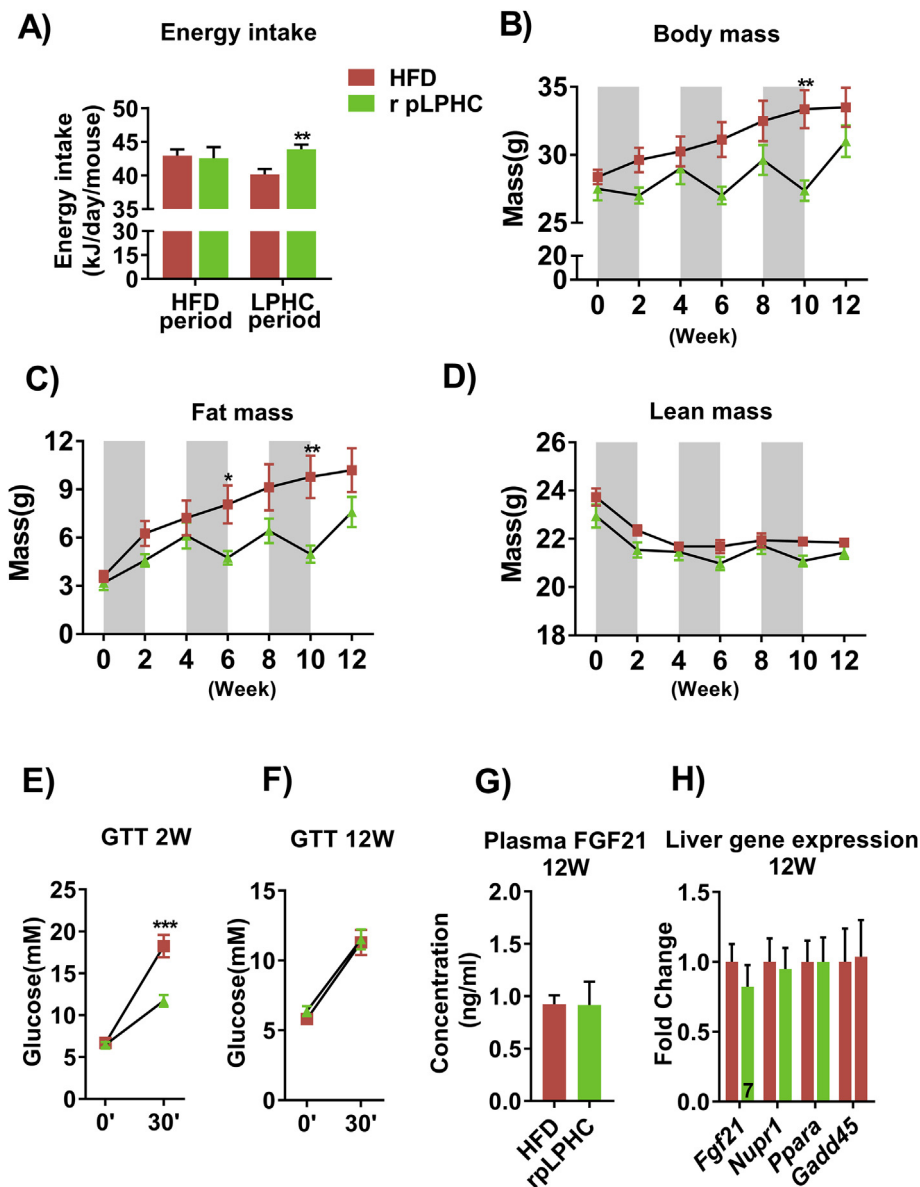 A)
Energy intake
HFD
r pLPHC
Energy intake
(kJ/day/mouse)
50
45
40
35
30
15
0
**
HFD
period
LPHC
period
B)
Body mass
Mass(g)
35
30
25
20
0
**
0 2 4 6 8 10 12
(Week)
C)
Fat mass
Mass(g)
12
9
6
3
0
*
**
0 2 4 6 8 10 12
(Week)
D)
Lean mass
Mass(g)
26
24
22
20
18
0 2 4 6 8 10 12
(Week)
E)
GTT 2W
Glucose(mM)
25
20
15
10
5
0
***
0' 30'
F)
GTT 12W
Glucose(mM)
15
10
5
0
0' 30'
G)
Plasma FGF21
12W
Concentration
(ng/ml)
2.0
1.5
1.0
0.5
0.0
HFD
rpLPHC
H)
Liver gene expression
12W
Fold Change
1.5
1.0
0.5
0.0
7
Fgf21
Nupr1
Ppara
Gadd45